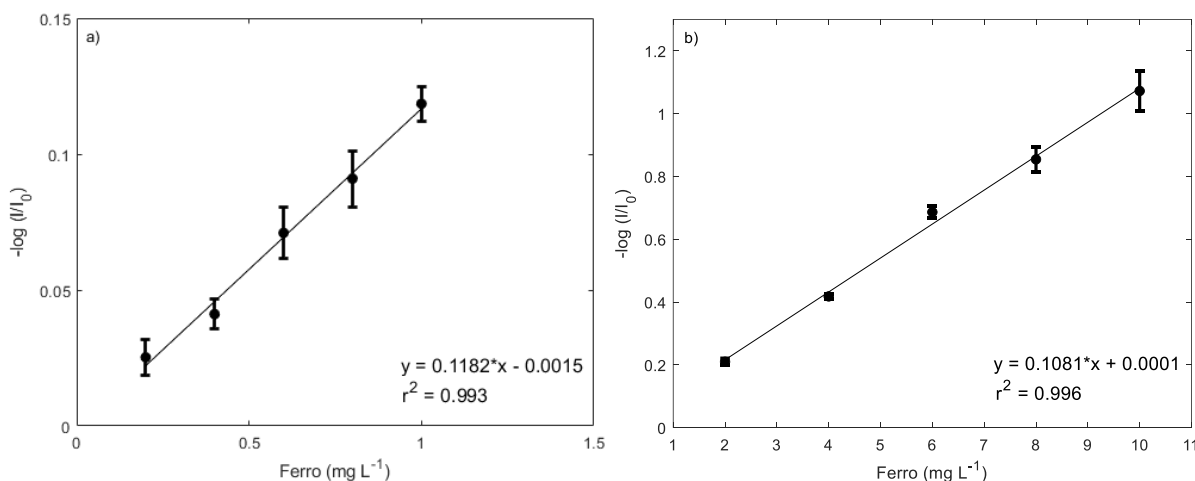 a)
0.15
0.1
0.05
0
-log (I/I0)
y = 0.1182*x - 0.0015
r2 = 0.993
0 0.5 1 1.5
Ferro (mg L-1)
b)
1.2
1
0.8
0.6
0.4
0.2
0
-log (I/I0)
y = 0.1081*x + 0.0001
r2 = 0.996
1 2 3 4 5 6 7 8 9 10 11
Ferro (mg L-1)